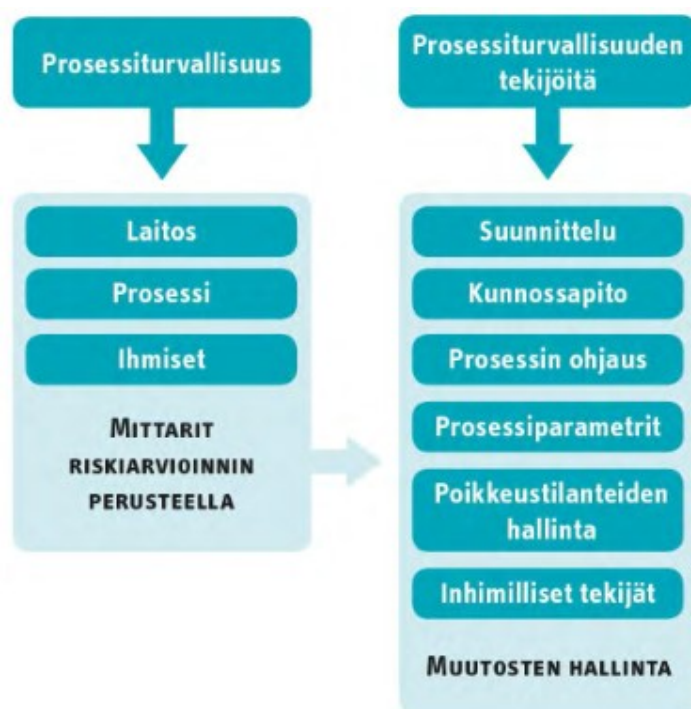 Prosessiturvallisuus
Laitos
Prosessi
Ihmiset
MITTARIT
RISKIARVIOINNIN
PERUSTEELLA
Prosessiturvallisuuden
tekijöitä
Suunnittelu
Kunnossapito
Prosessin ohjaus
Prosessiparametrit
Poikkeustilanteiden
hallinta
Inhimilliset tekijät
MUUTOSTEN HALLINTA